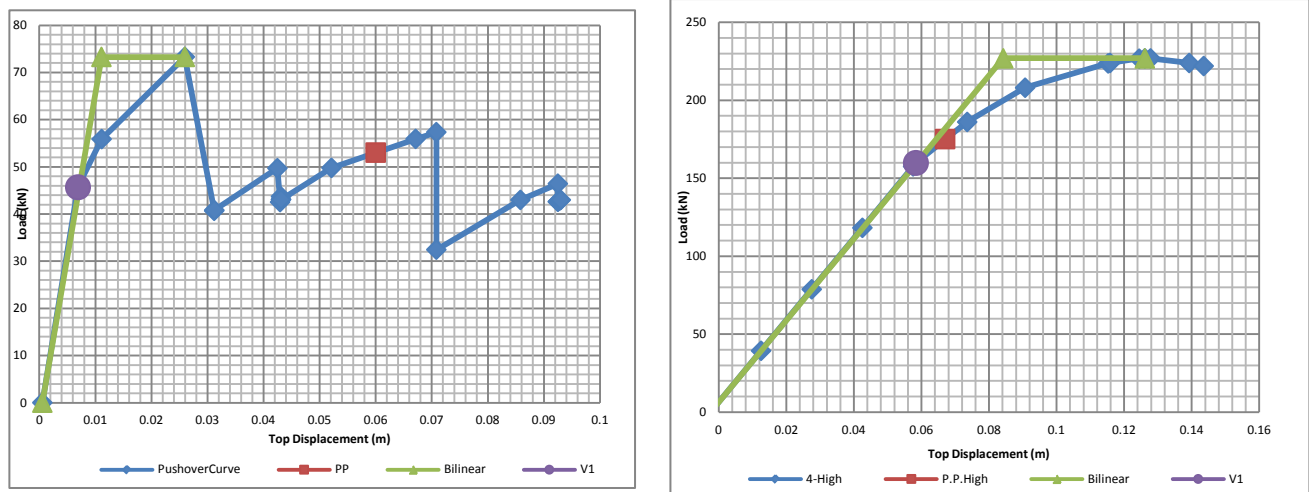 80
70
60
50
40
30
20
10
0
Load (kN)
0 0.01 0.02 0.03 0.04 0.05 0.06 0.07 0.08 0.09 0.1
Top Displacement (m)
PushoverCurve PP Bilinear V1
250
200
150
100
50
0
Load (kN)
0 0.02 0.04 0.06 0.08 0.1 0.12 0.14 0.16
Top Displacement (m)
4-High P.P.High Bilinear V1